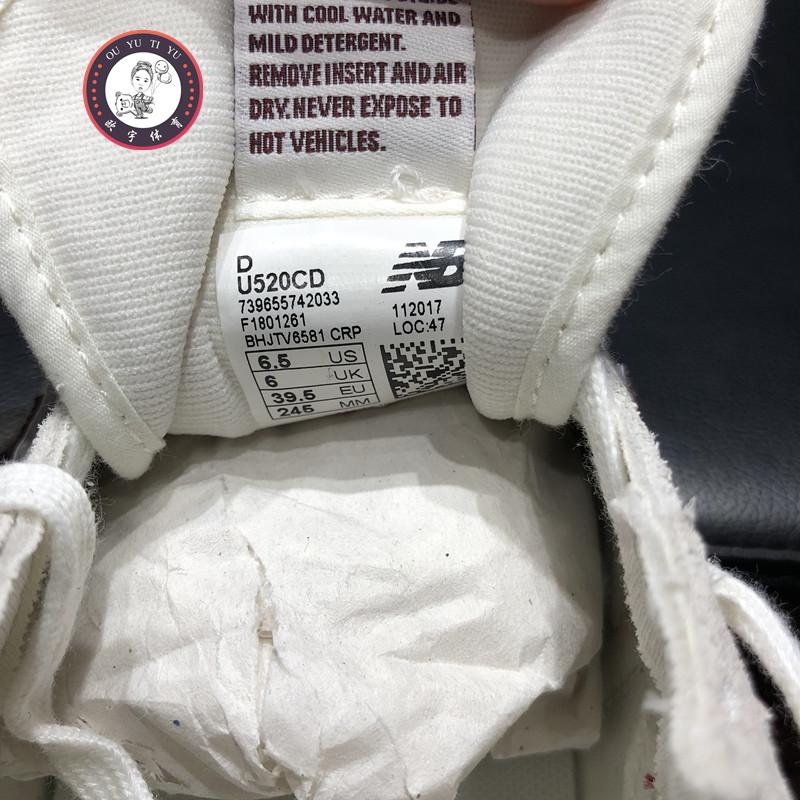 OU YU TI YU
欧宇体育
WITH COOL WATER AND
MILD DETERGENT.
REMOVE INSERT AND AIR
DRY. NEVER EXPOSE TO
HOT VEHICLES.
D
U520CD
739655742033
F1801261
BHJTV6581 CRP
6.5 US
6 UK
39.5 EU
245 MM
NB
112017
LOC:47